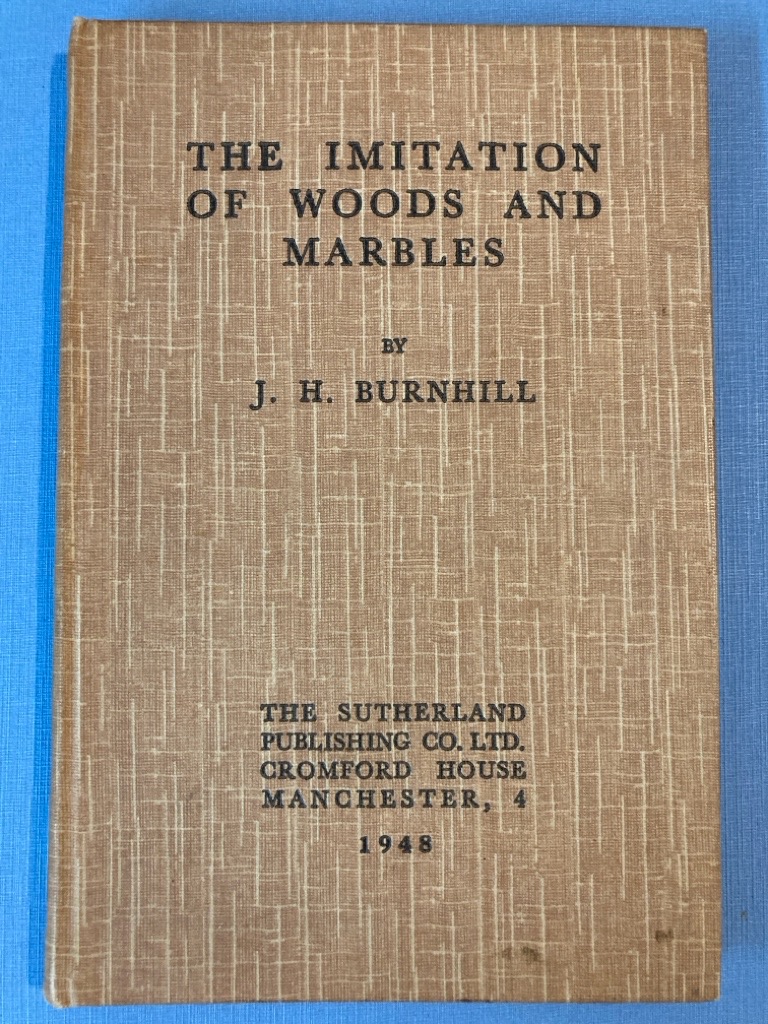 THE IMITATION
OF WOODS AND
MARBLES
BY
J. H. BURNHILL
THE SUTHERLAND
PUBLISHING CO. LTD.
CROMFORD HOUSE
MANCHESTER, 4
1948